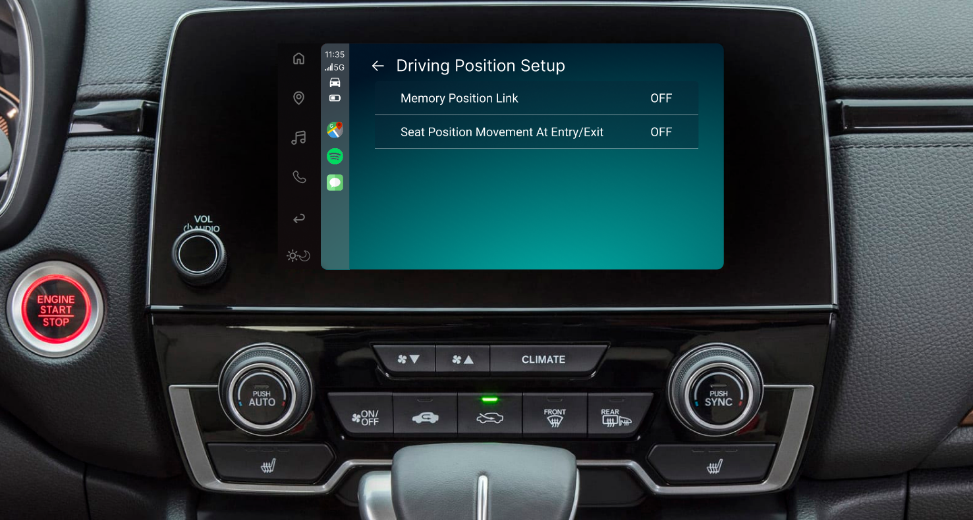 11:35
5G
← Driving Position Setup
Memory Position Link OFF
Seat Position Movement At Entry/Exit OFF
VOL
AUDIO
ENGINE
START
STOP
CLIMATE
PUSH
AUTO
PUSH
SYNC
ON/
OFF
FRONT
REAR